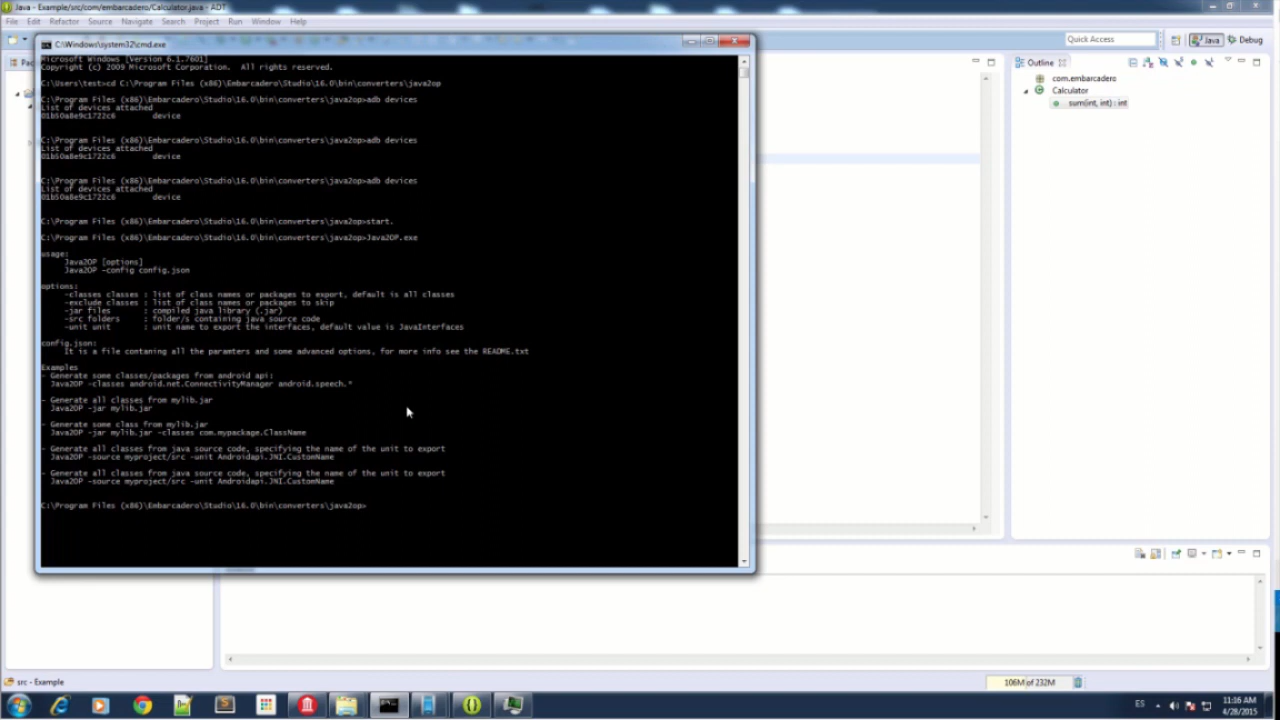 Java - Example/src/com/embarcadero/Calculator.java - ADT
File Edit Refactor Source Navigate Search Project Run Window Help
Quick Access
Java
Debug
C:\Windows\system32\cmd.exe
Microsoft Windows [Version 6.1.7601]
Copyright (c) 2009 Microsoft Corporation. All rights reserved.
C:\Users\test>cd C:\Program Files (x86)\Embarcadero\Studio\16.0\bin\converters\java2op
C:\Program Files (x86)\Embarcadero\Studio\16.0\bin\converters\java2op>adb devices
List of devices attached
01b50a8e9c1722c6 device
C:\Program Files (x86)\Embarcadero\Studio\16.0\bin\converters\java2op>adb devices
List of devices attached
01b50a8e9c1722c6 device
C:\Program Files (x86)\Embarcadero\Studio\16.0\bin\converters\java2op>adb devices
List of devices attached
01b50a8e9c1722c6 device
C:\Program Files (x86)\Embarcadero\Studio\16.0\bin\converters\java2op>start.
C:\Program Files (x86)\Embarcadero\Studio\16.0\bin\converters\java2op>Java2OP.exe
usage:
Java2OP [options]
Java2OP -config config.json
options:
-classes classes : list of class names or packages to export, default is all classes
-exclude classes : list of class names or packages to skip
-jar files : compiled java library (.jar)
-src folders : folder/s containing java source code
-unit unit : unit name to export the interfaces, default value is JavaInterfaces
config.json:
It is a file contaning all the paramters and some advanced options, for more info see the README.txt
Examples
- Generate some classes/packages from android api:
Java2OP -classes android.net.ConnectivityManager android.speech.*
- Generate all classes from mylib.jar
Java2OP -jar mylib.jar
- Generate some class from mylib.jar
Java2OP -jar mylib.jar -classes com.mypackage.ClassName
- Generate all classes from java source code, specifying the name of the unit to export
Java2OP -source myproject/src -unit Androidapi.JNI.CustomName
- Generate all classes from java source code, specifying the name of the unit to export
Java2OP -source myproject/src -unit Androidapi.JNI.CustomName
C:\Program Files (x86)\Embarcadero\Studio\16.0\bin\converters\java2op>
Outline
com.embarcadero
Calculator
sum(int, int) : int
src - Example
106M of 232M
ES
11:16 AM
4/28/2015